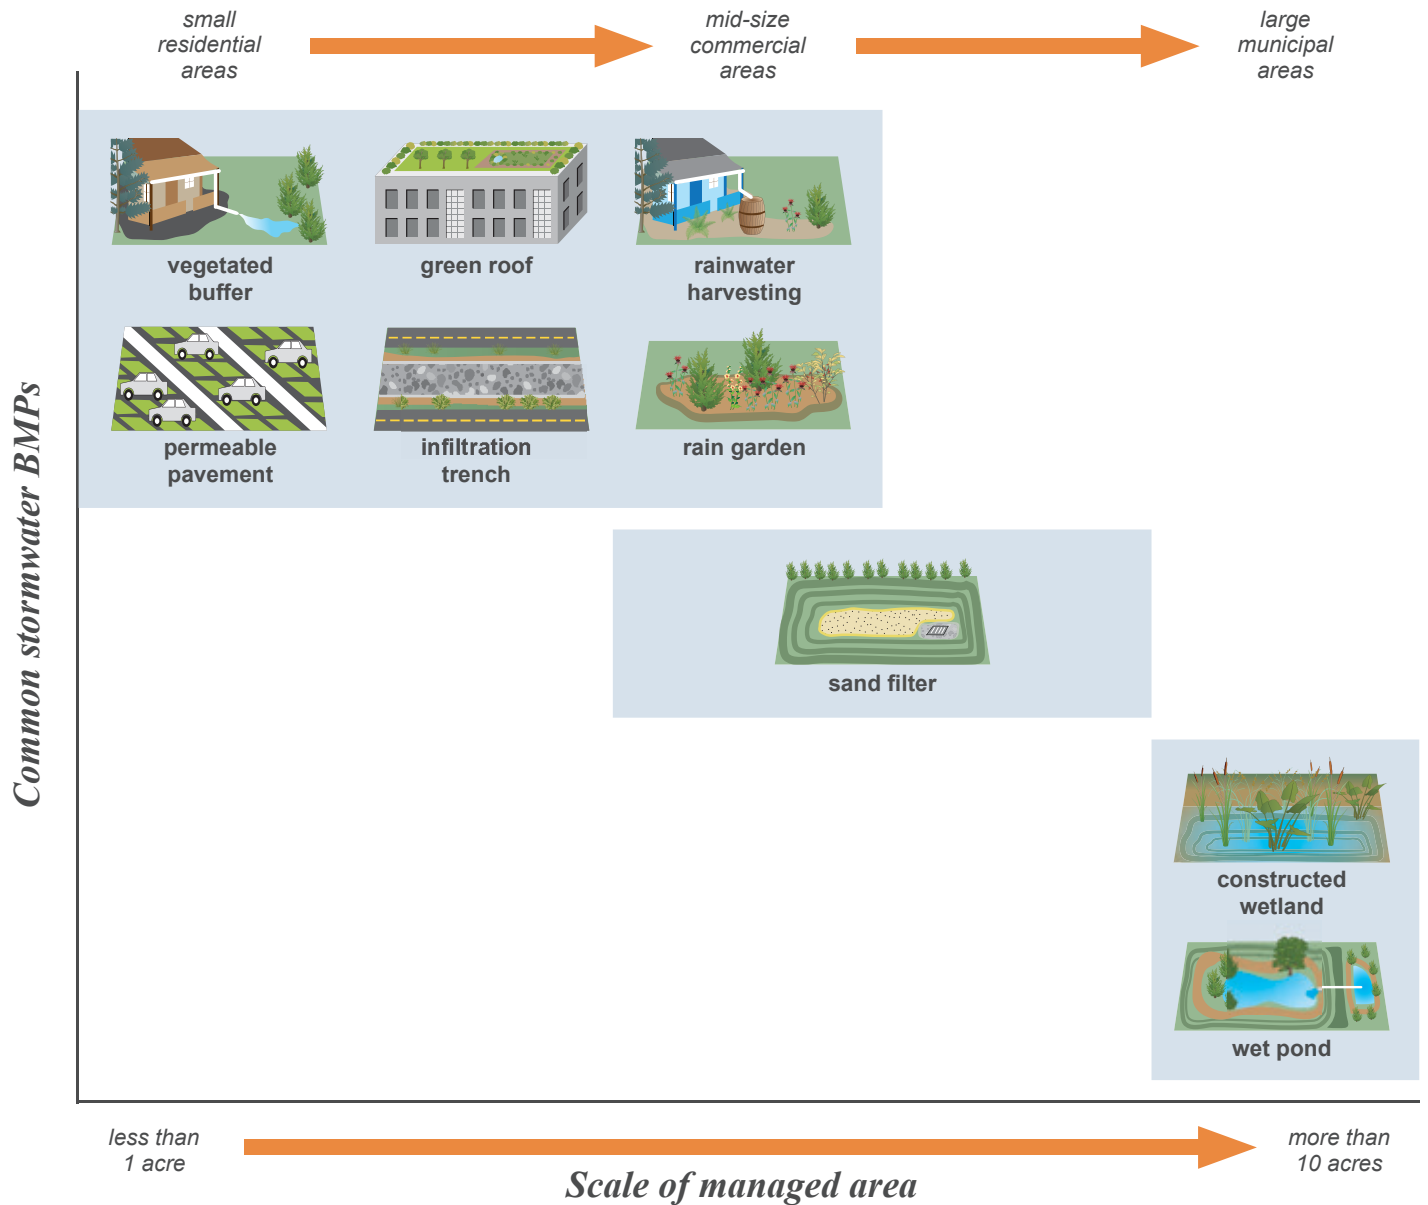 small
residential
areas
mid-size
commercial
areas
large
municipal
areas
vegetated
buffer
green roof
rainwater
harvesting
permeable
pavement
infiltration
trench
rain garden
sand filter
constructed
wetland
wet pond
Common stormwater BMPs
less than
1 acre
more than
10 acres
Scale of managed area